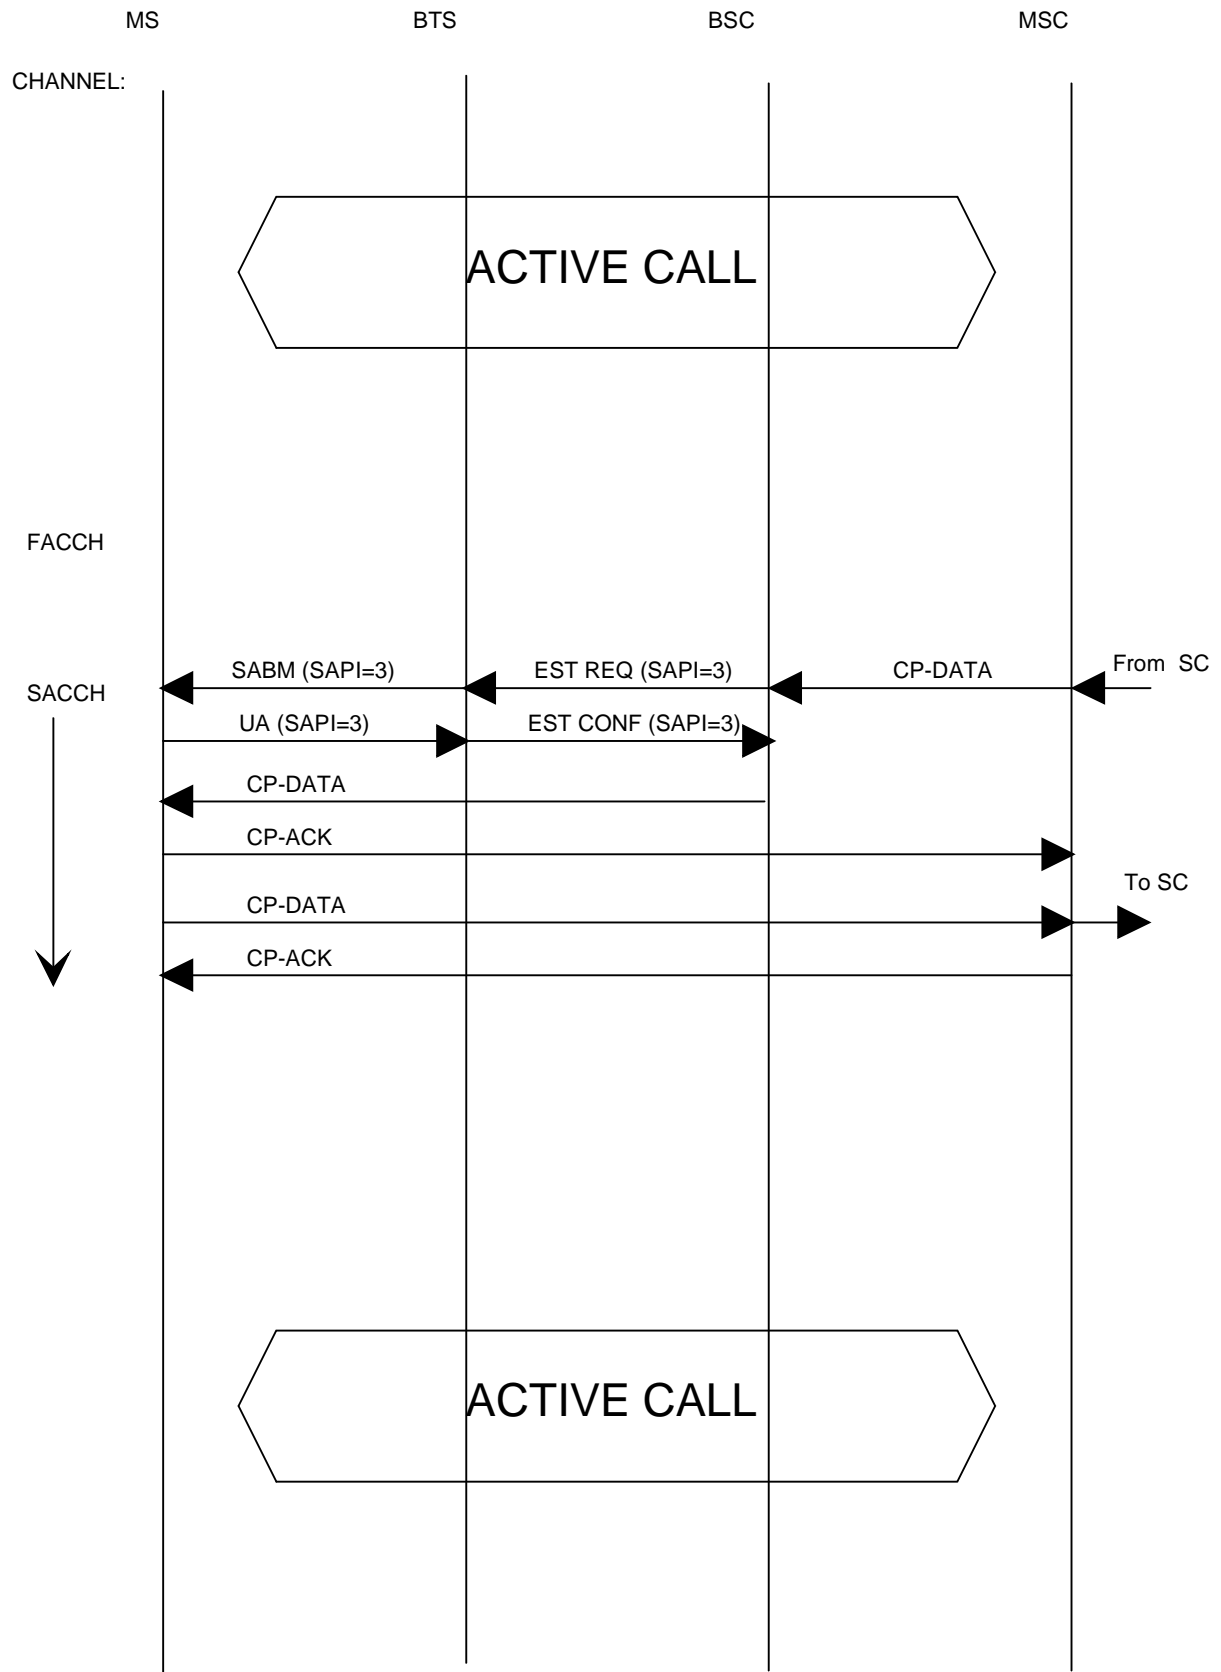 MS BTS BSC MSC
CHANNEL:
ACTIVE CALL
FACCH
SABM (SAPI=3) EST REQ (SAPI=3) CP-DATA From SC
SACCH
UA (SAPI=3) EST CONF (SAPI=3)
CP-DATA
CP-ACK
To SC
CP-DATA
CP-ACK
ACTIVE CALL